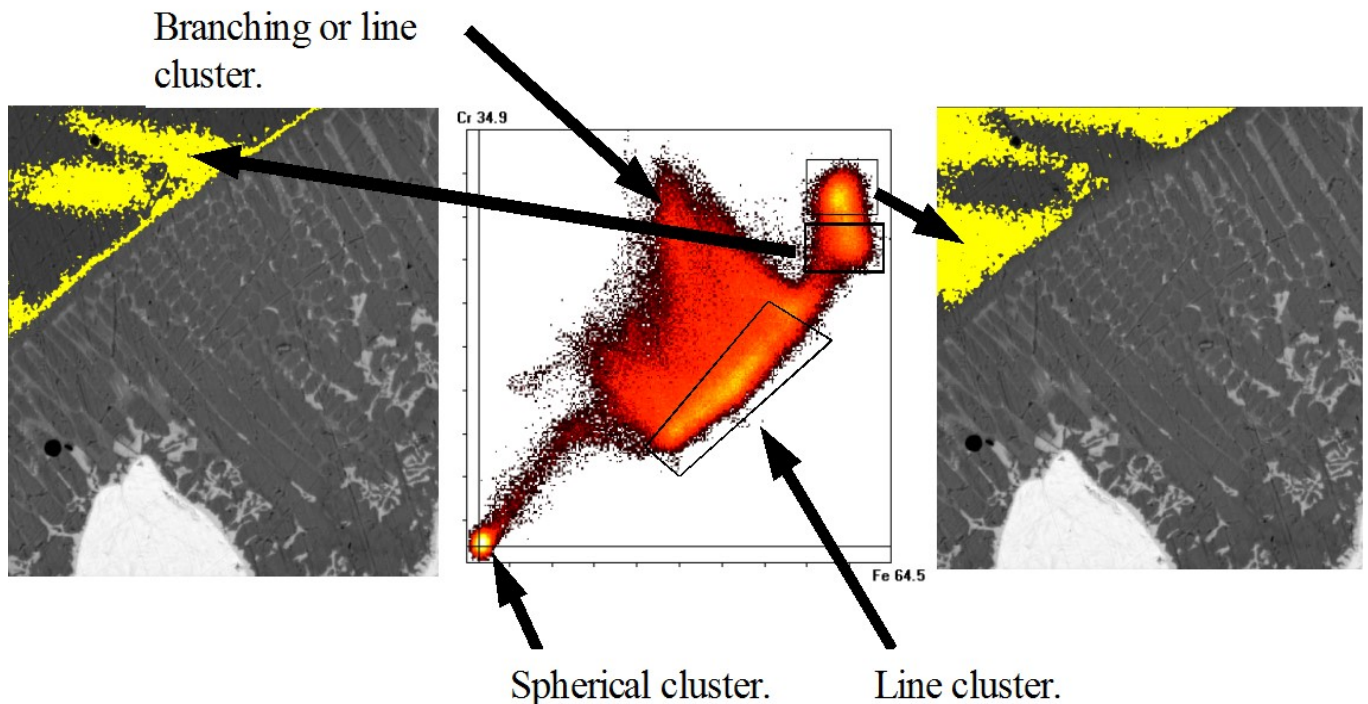 Branching or line
cluster.
Cr 34.9
Fe 64.5
Spherical cluster.
Line cluster.